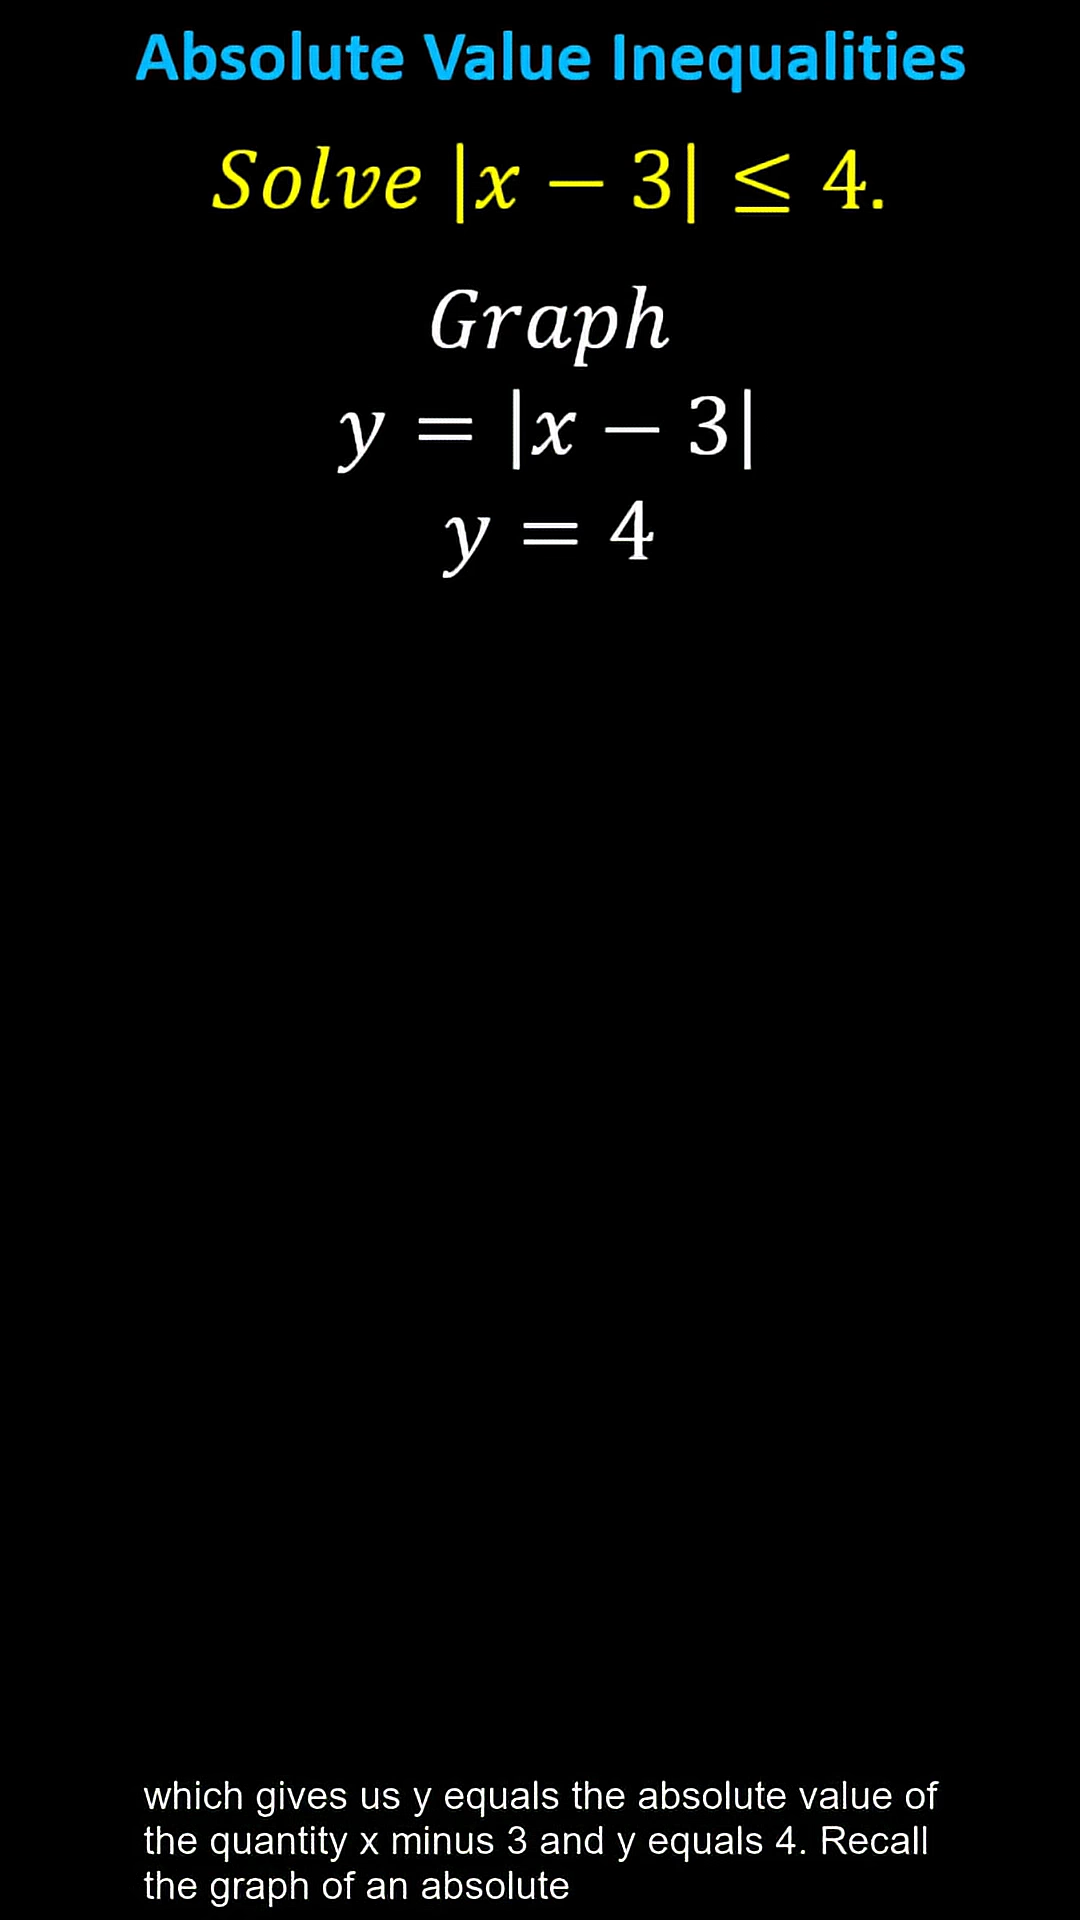 Absolute Value Inequalities
Solve |x − 3| ≤ 4.
Graph
y = |x − 3|
y = 4
which gives us y equals the absolute value of
the quantity x minus 3 and y equals 4. Recall
the graph of an absolute